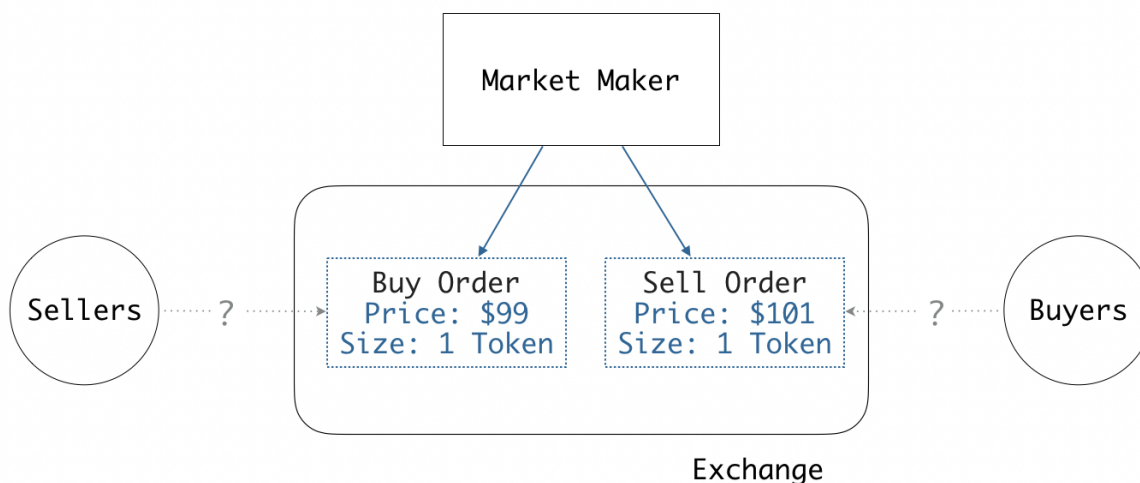 Market Maker
Sellers
?
Buy Order
Price: $99
Size: 1 Token
Sell Order
Price: $101
Size: 1 Token
?
Buyers
Exchange